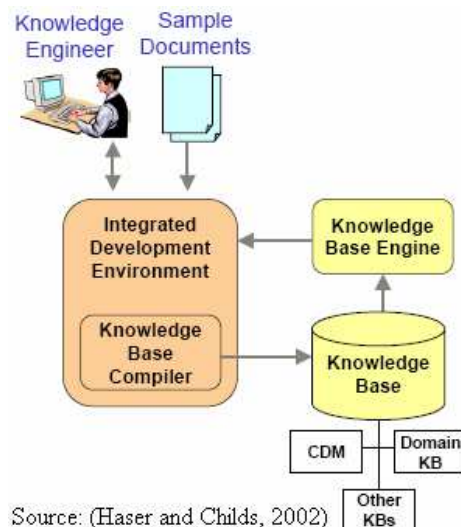 Knowledge
Engineer
Sample
Documents
Integrated
Development
Environment
Knowledge
Base Engine
Knowledge
Base
Compiler
Knowledge
Base
CDM
Domain
KB
Other
KBs
Source: (Haser and Childs, 2002)